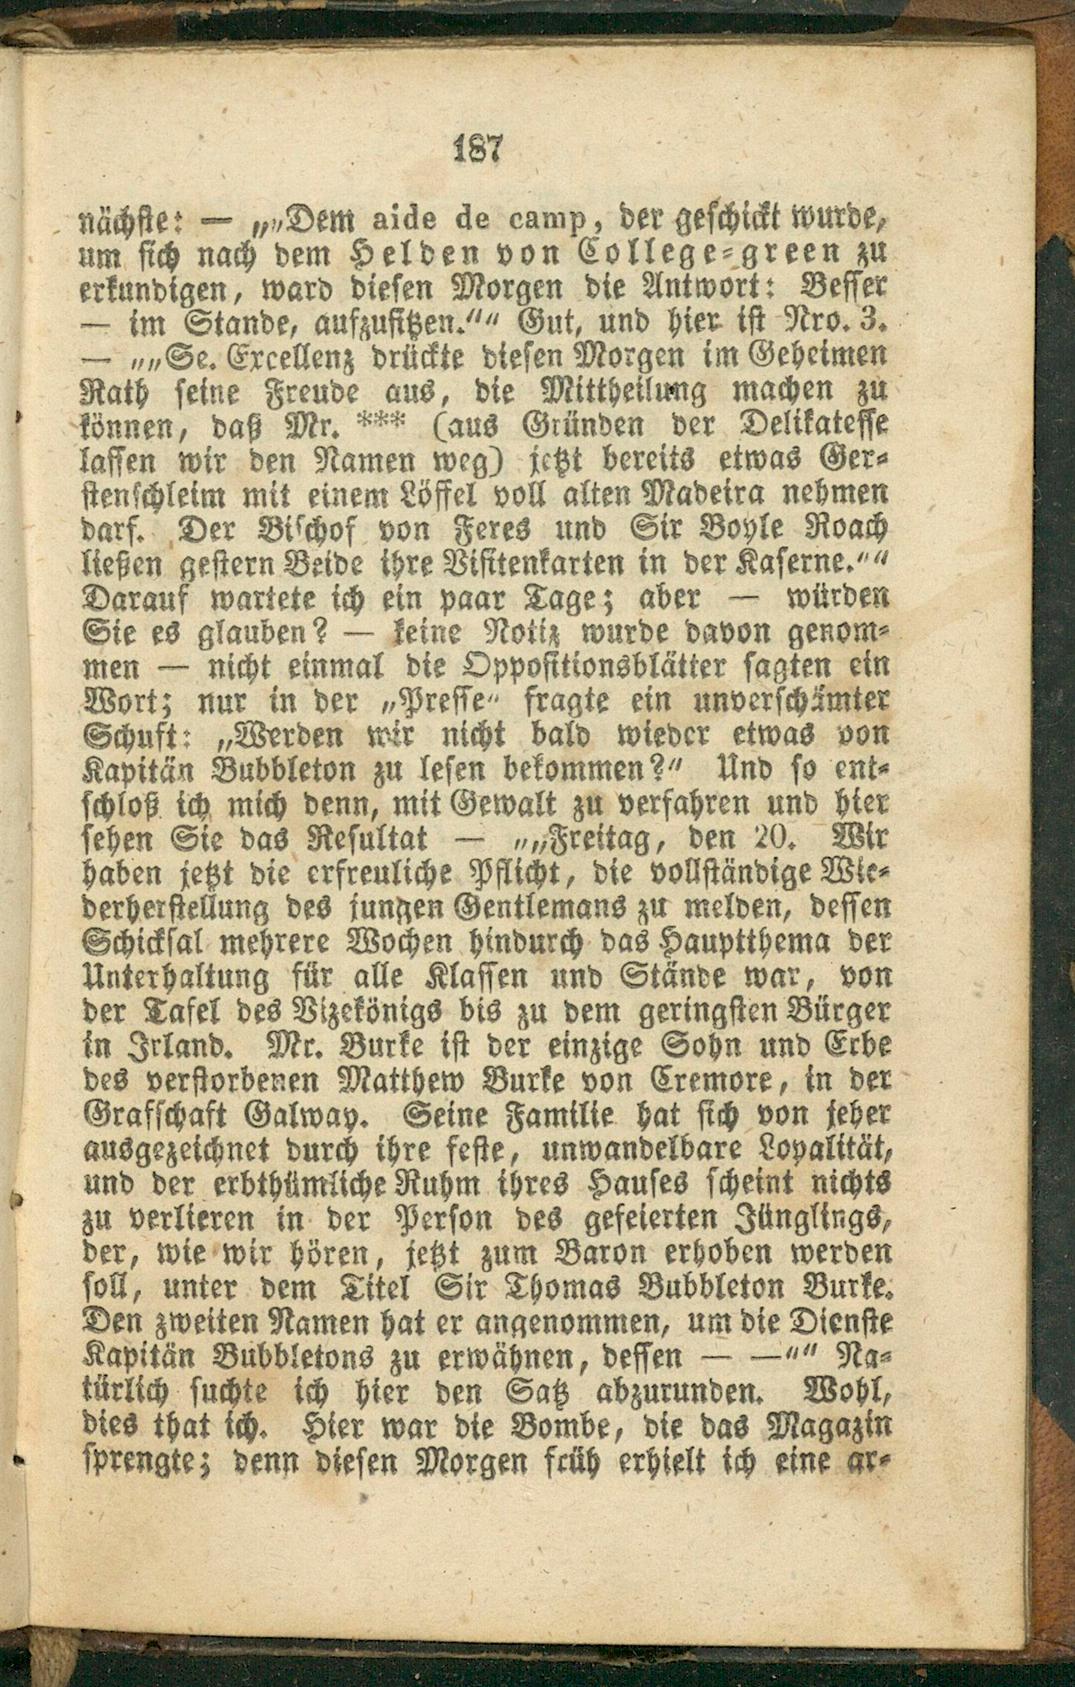 187
nächste: — „„Dem aide de camp, der geschickt wurde,
um sich nach dem Helden von College-green zu
erkundigen, ward diesen Morgen die Antwort: Besser
— im Stande, aufzusitzen.““ Gut, und hier ist Nro. 3.
— „„Se. Excellenz drückte diesen Morgen im Geheimen
Rath seine Freude aus, die Mittheilung machen zu
können, daß Mr. *** (aus Gründen der Delikatesse
lassen wir den Namen weg) jetzt bereits etwas Ger-
stenschleim mit einem Löffel voll alten Madeira nehmen
darf. Der Bischof von Feres und Sir Boyle Roach
ließen gestern Beide ihre Visitenkarten in der Kaserne.““
Darauf wartete ich ein paar Tage; aber — würden
Sie es glauben? — keine Notiz wurde davon genom-
men — nicht einmal die Oppositionsblätter sagten ein
Wort; nur in der „Presse“ fragte ein unverschämter
Schuft: „Werden wir nicht bald wieder etwas von
Kapitän Bubbleton zu lesen bekommen?“ Und so ent-
schloß ich mich denn, mit Gewalt zu verfahren und hier
sehen Sie das Resultat — „„Freitag, den 20. Wir
haben jetzt die erfreuliche Pflicht, die vollständige Wie-
derherstellung des jungen Gentlemans zu melden, dessen
Schicksal mehrere Wochen hindurch das Hauptthema der
Unterhaltung für alle Klassen und Stände war, von
der Tafel des Vizekönigs bis zu dem geringsten Bürger
in Irland. Mr. Burke ist der einzige Sohn und Erbe
des verstorbenen Matthew Burke von Cremore, in der
Grafschaft Galway. Seine Familie hat sich von jeher
ausgezeichnet durch ihre feste, unwandelbare Loyalität,
und der erbthümliche Ruhm ihres Hauses scheint nichts
zu verlieren in der Person des gefeierten Jünglings,
der, wie wir hören, jetzt zum Baron erhoben werden
soll, unter dem Titel Sir Thomas Bubbleton Burke.
Den zweiten Namen hat er angenommen, um die Dienste
Kapitän Bubbletons zu erwähnen, dessen — —““ Na-
türlich suchte ich hier den Satz abzurunden. Wohl,
dies that ich. Hier war die Bombe, die das Magazin
sprengte; denn diesen Morgen früh erhielt ich eine ar-